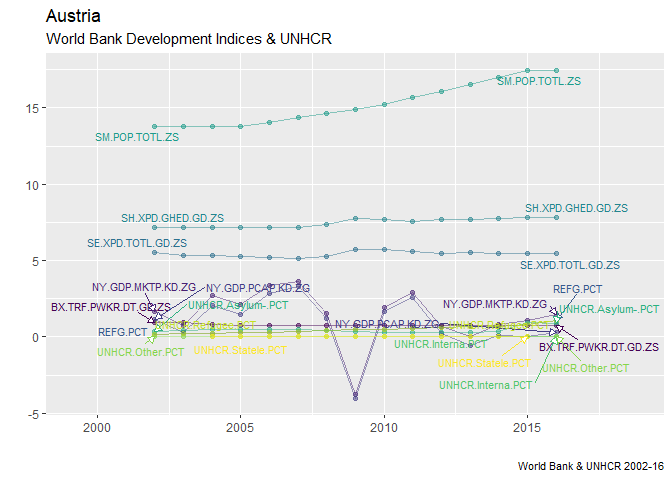 Austria
World Bank Development Indices & UNHCR
15
10
5
0
-5
SM.POP.TOTL.ZS
SM.POP.TOTL.ZS
SH.XPD.GHED.GD.ZS
SH.XPD.GHED.GD.ZS
SE.XPD.TOTL.GD.ZS
SE.XPD.TOTL.GD.ZS
NY.GDP.MKTP.KD.ZG
NY.GDP.PCAP.KD.ZG
REFG.PCT
BX.TRF.PWKR.DT.GD.ZS
UNHCR.Asylum-.PCT
NY.GDP.MKTP.KD.ZG
UNHCR.Asylum-.PCT
REFG.PCT
NY.GDP.PCAP.KD.ZG
UNHCR.Other.PCT
UNHCR.Statele.PCT
UNHCR.Interna.PCT
BX.TRF.PWKR.DT.GD.ZS
UNHCR.Statele.PCT
UNHCR.Other.PCT
UNHCR.Interna.PCT
2000
2005
2010
2015
World Bank & UNHCR 2002-16